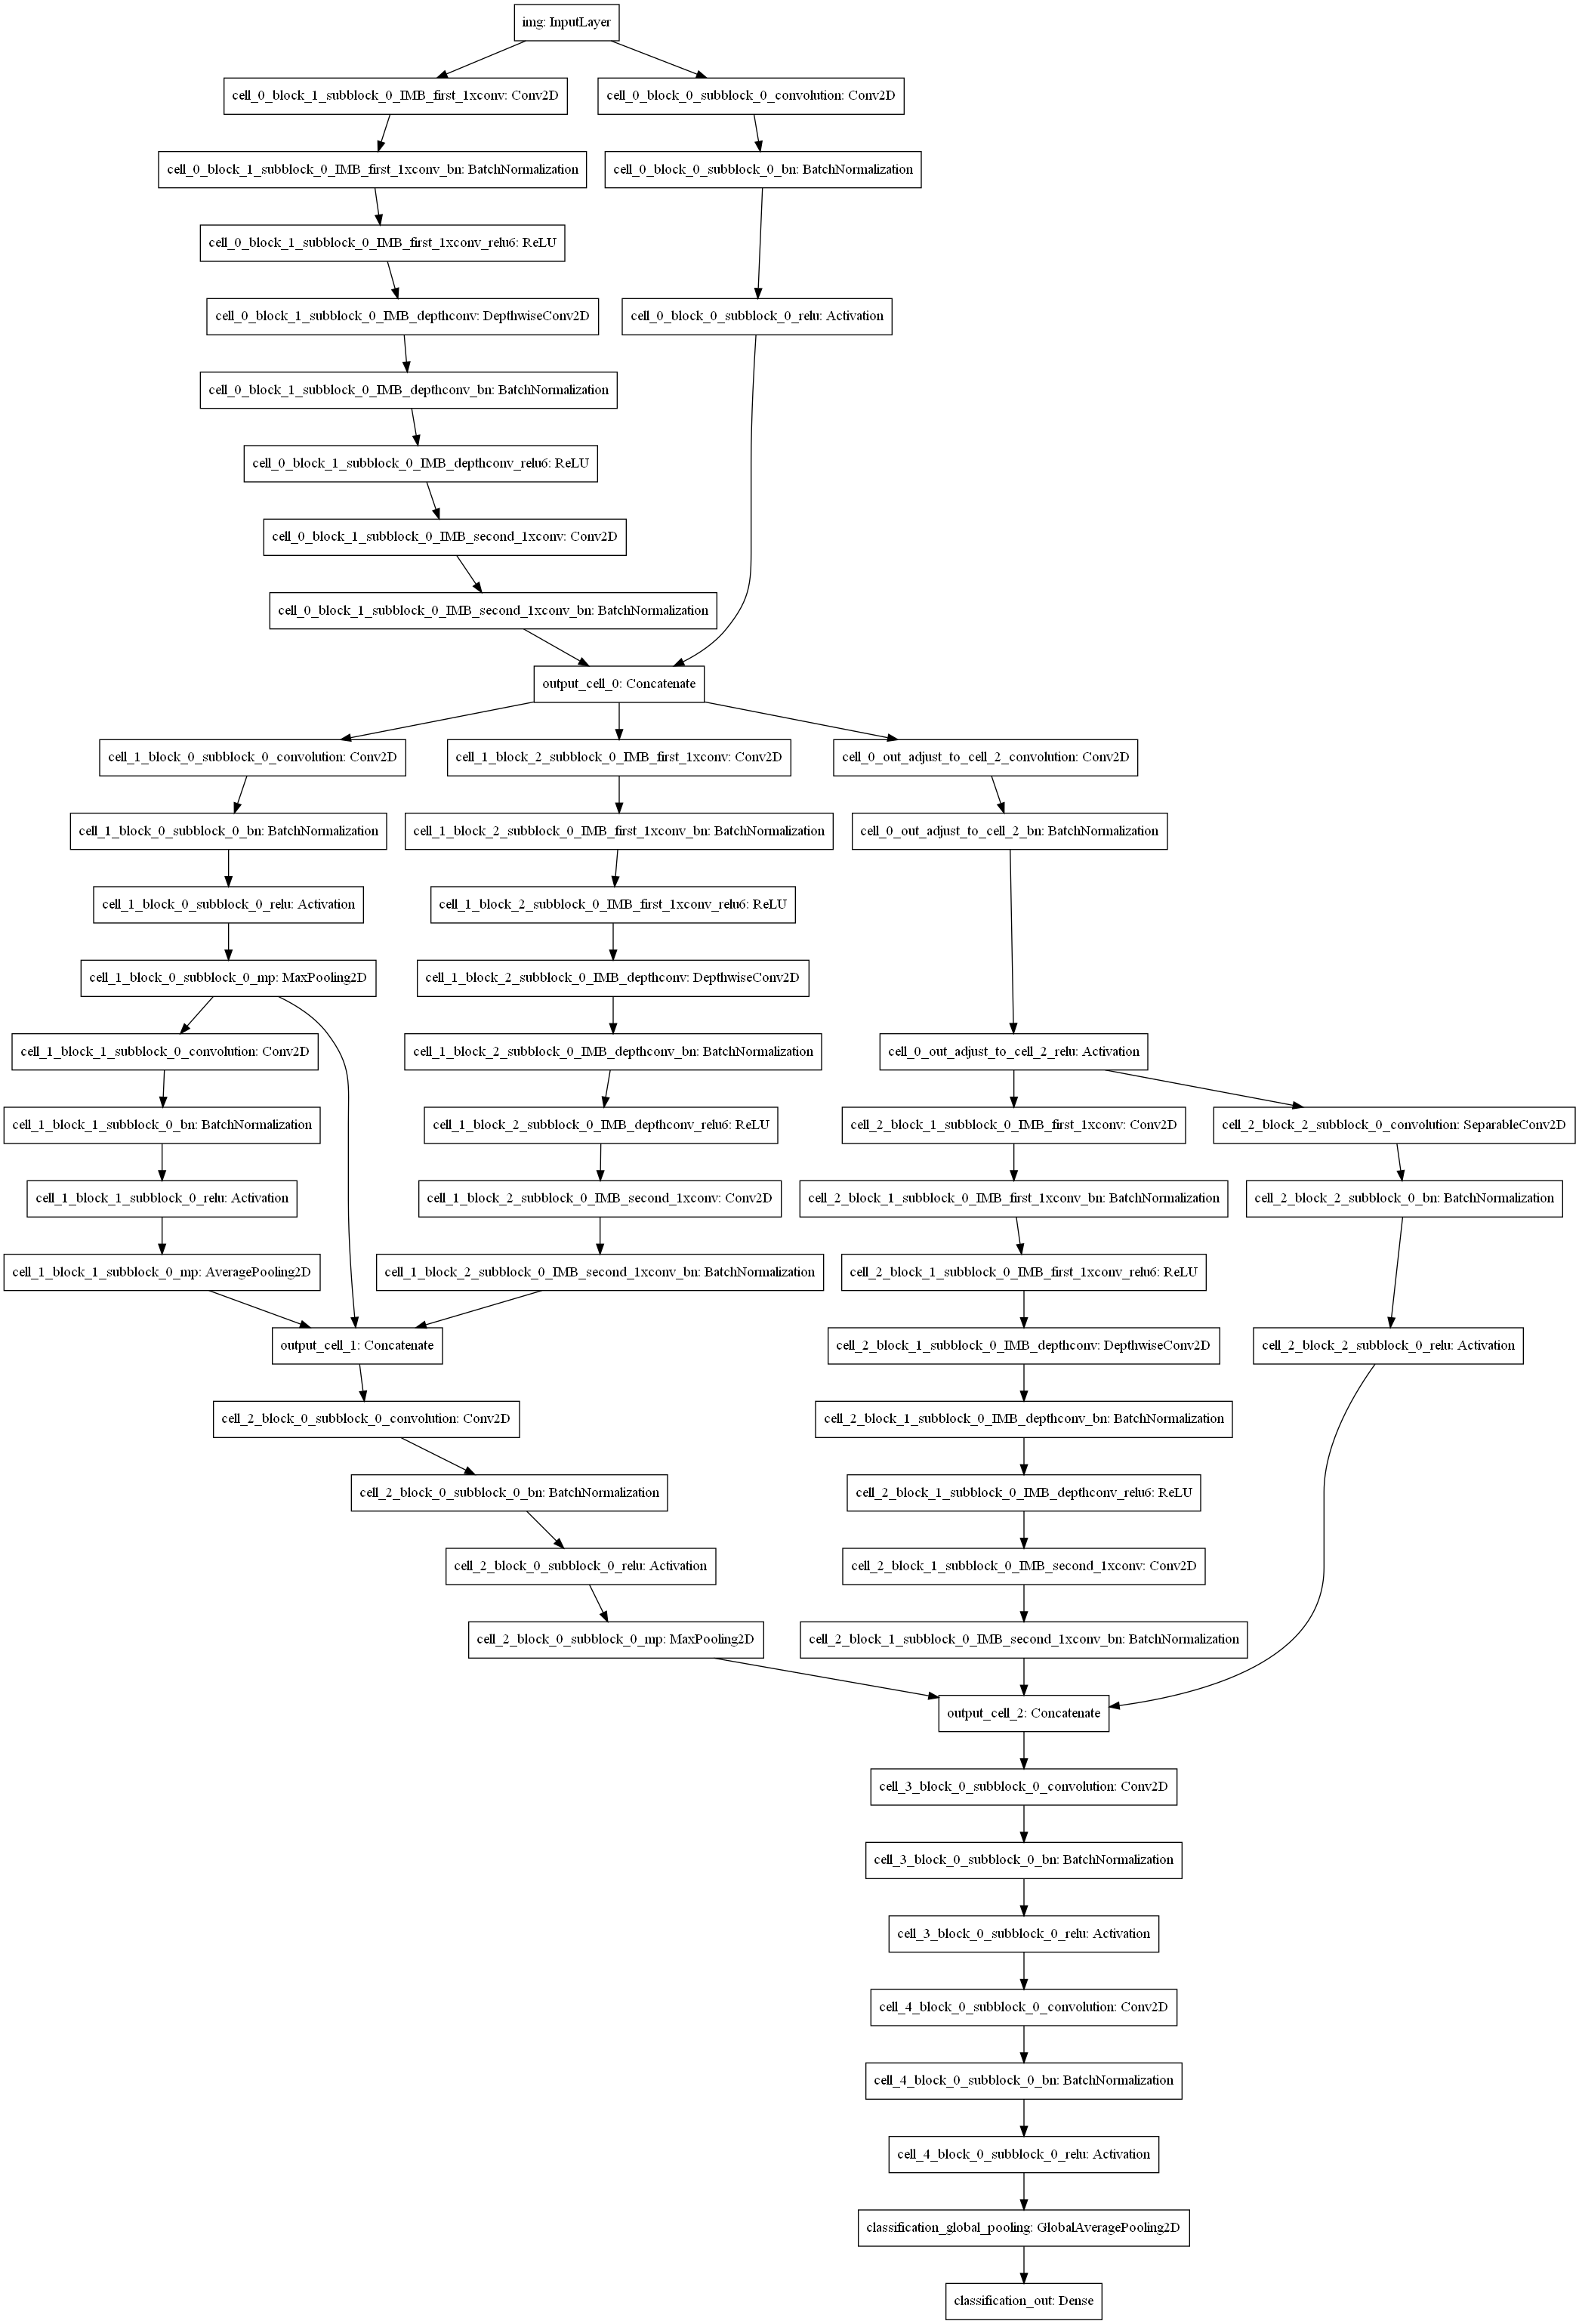 img: InputLayer
cell_0_block_1_subblock_0_IMB_first_1xconv: Conv2D
cell_0_block_0_subblock_0_convolution: Conv2D
cell_0_block_1_subblock_0_IMB_first_1xconv_bn: BatchNormalization
cell_0_block_0_subblock_0_bn: BatchNormalization
cell_0_block_1_subblock_0_IMB_first_1xconv_relu6: ReLU
cell_0_block_1_subblock_0_IMB_depthconv: DepthwiseConv2D
cell_0_block_0_subblock_0_relu: Activation
cell_0_block_1_subblock_0_IMB_depthconv_bn: BatchNormalization
cell_0_block_1_subblock_0_IMB_depthconv_relu6: ReLU
cell_0_block_1_subblock_0_IMB_second_1xconv: Conv2D
cell_0_block_1_subblock_0_IMB_second_1xconv_bn: BatchNormalization
output_cell_0: Concatenate
cell_1_block_0_subblock_0_convolution: Conv2D
cell_1_block_2_subblock_0_IMB_first_1xconv: Conv2D
cell_0_out_adjust_to_cell_2_convolution: Conv2D
cell_1_block_0_subblock_0_bn: BatchNormalization
cell_1_block_2_subblock_0_IMB_first_1xconv_bn: BatchNormalization
cell_0_out_adjust_to_cell_2_bn: BatchNormalization
cell_1_block_0_subblock_0_relu: Activation
cell_1_block_2_subblock_0_IMB_first_1xconv_relu6: ReLU
cell_1_block_0_subblock_0_mp: MaxPooling2D
cell_1_block_2_subblock_0_IMB_depthconv: DepthwiseConv2D
cell_1_block_1_subblock_0_convolution: Conv2D
cell_1_block_2_subblock_0_IMB_depthconv_bn: BatchNormalization
cell_0_out_adjust_to_cell_2_relu: Activation
cell_1_block_1_subblock_0_bn: BatchNormalization
cell_1_block_2_subblock_0_IMB_depthconv_relu6: ReLU
cell_2_block_1_subblock_0_IMB_first_1xconv: Conv2D
cell_2_block_2_subblock_0_convolution: SeparableConv2D
cell_1_block_1_subblock_0_relu: Activation
cell_1_block_2_subblock_0_IMB_second_1xconv: Conv2D
cell_2_block_1_subblock_0_IMB_first_1xconv_bn: BatchNormalization
cell_2_block_2_subblock_0_bn: BatchNormalization
cell_1_block_1_subblock_0_mp: AveragePooling2D
cell_1_block_2_subblock_0_IMB_second_1xconv_bn: BatchNormalization
cell_2_block_1_subblock_0_IMB_first_1xconv_relu6: ReLU
output_cell_1: Concatenate
cell_2_block_1_subblock_0_IMB_depthconv: DepthwiseConv2D
cell_2_block_2_subblock_0_relu: Activation
cell_2_block_0_subblock_0_convolution: Conv2D
cell_2_block_1_subblock_0_IMB_depthconv_bn: BatchNormalization
cell_2_block_0_subblock_0_bn: BatchNormalization
cell_2_block_1_subblock_0_IMB_depthconv_relu6: ReLU
cell_2_block_0_subblock_0_relu: Activation
cell_2_block_1_subblock_0_IMB_second_1xconv: Conv2D
cell_2_block_0_subblock_0_mp: MaxPooling2D
cell_2_block_1_subblock_0_IMB_second_1xconv_bn: BatchNormalization
output_cell_2: Concatenate
cell_3_block_0_subblock_0_convolution: Conv2D
cell_3_block_0_subblock_0_bn: BatchNormalization
cell_3_block_0_subblock_0_relu: Activation
cell_4_block_0_subblock_0_convolution: Conv2D
cell_4_block_0_subblock_0_bn: BatchNormalization
cell_4_block_0_subblock_0_relu: Activation
classification_global_pooling: GlobalAveragePooling2D
classification_out: Dense